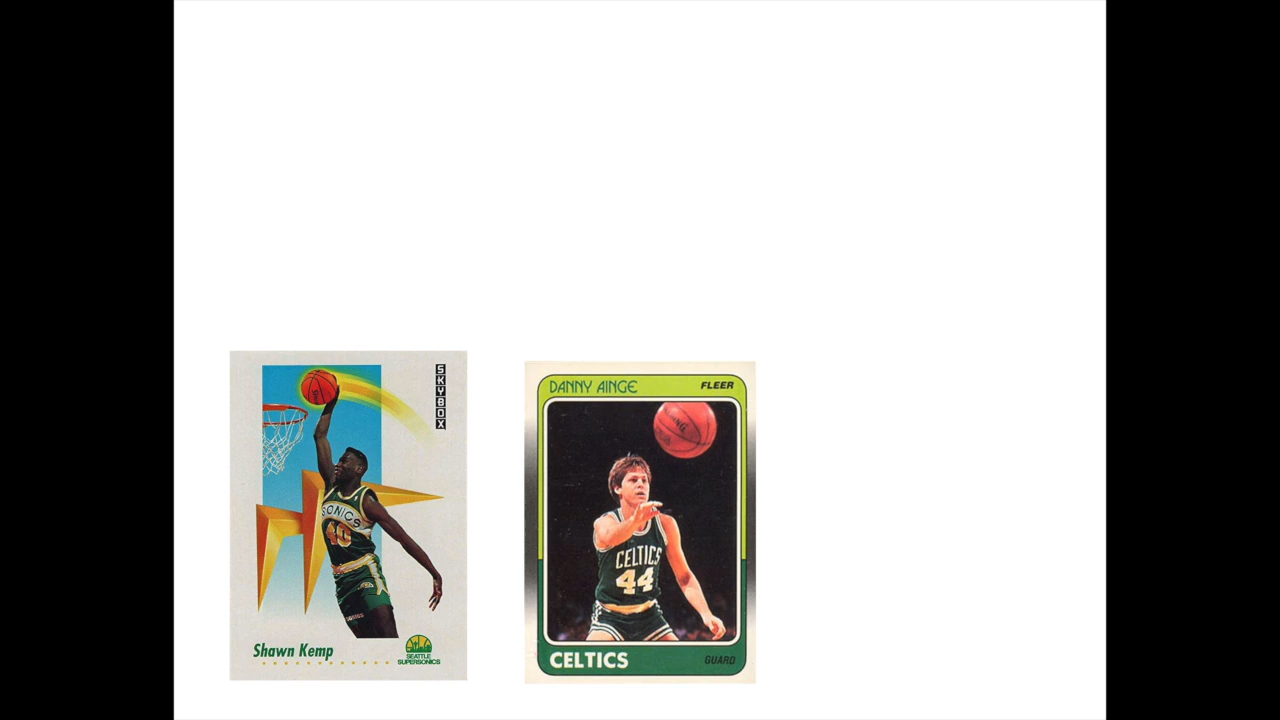 SKYBOX
SONICS
40
Shawn Kemp
SEATTLE
SUPERSONICS
DANNY AINGE
FLEER
CELTICS
44
CELTICS
GUARD